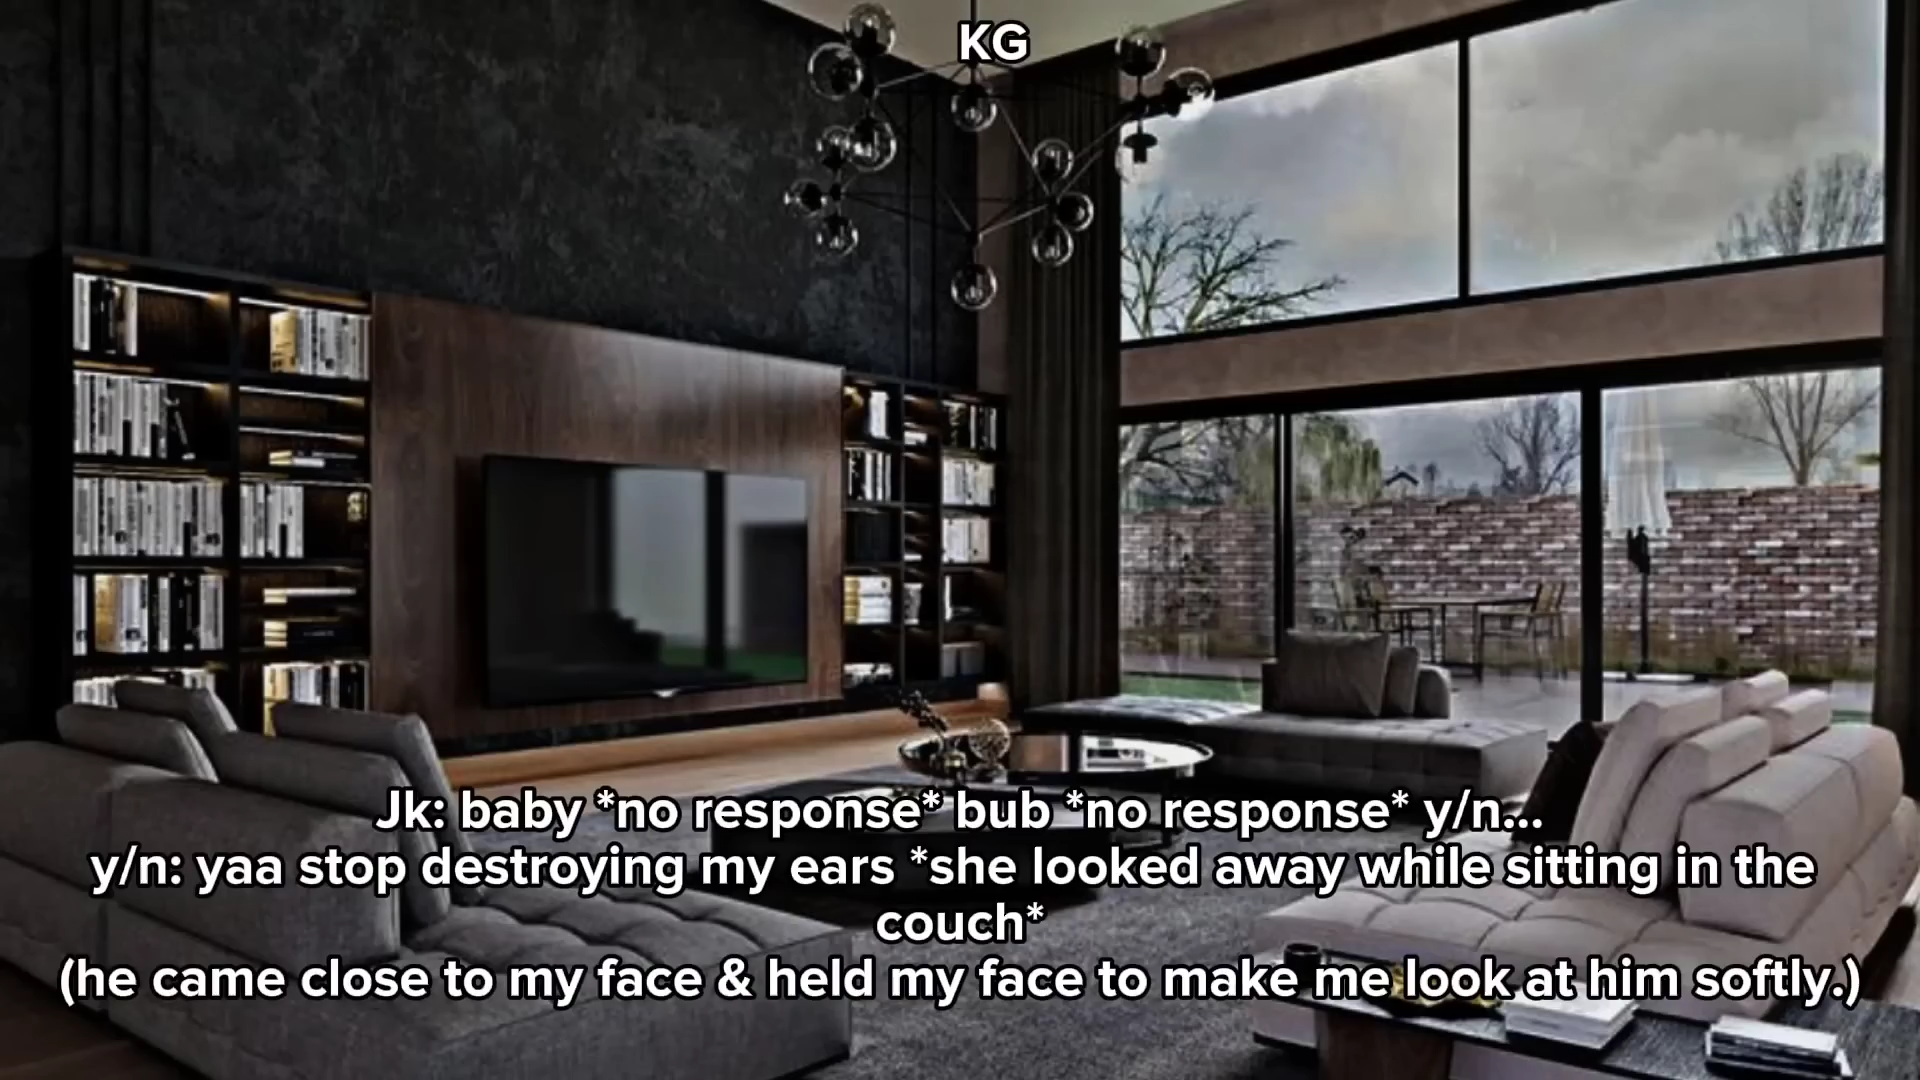 KG
Jk: baby *no response* bub *no response* y/n...
y/n: yaa stop destroying my ears *she looked away while sitting in the
couch*
(he came close to my face & held my face to make me look at him softly.)